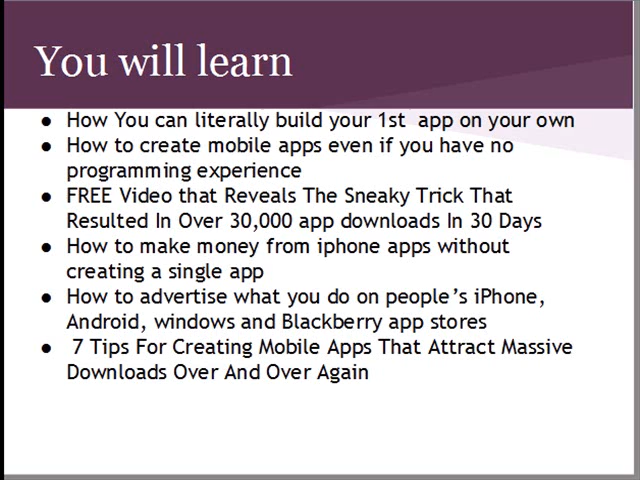 You will learn
● How You can literally build your 1st  app on your own
● How to create mobile apps even if you have no
programming experience
● FREE Video that Reveals The Sneaky Trick That
Resulted In Over 30,000 app downloads In 30 Days
● How to make money from iphone apps without
creating a single app
● How to advertise what you do on people’s iPhone,
Android, windows and Blackberry app stores
● 7 Tips For Creating Mobile Apps That Attract Massive
Downloads Over And Over Again